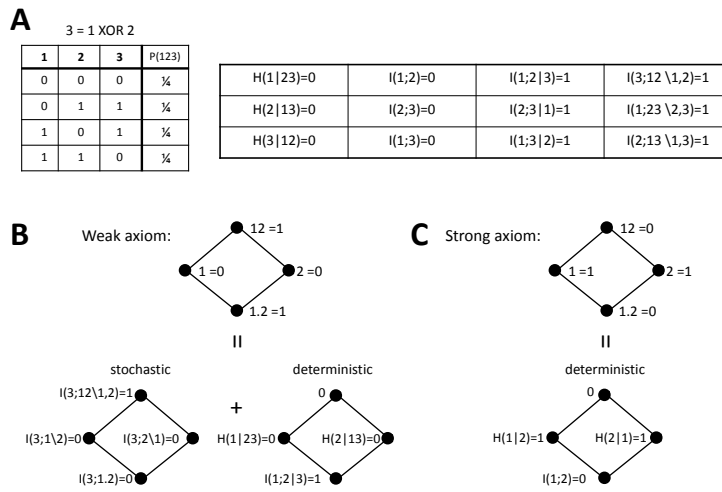 A
3 = 1 XOR 2
1 2 3 P(123)
0 0 0 ¼
0 1 1 ¼
1 0 1 ¼
1 1 0 ¼
H(1|23)=0 I(1;2)=0 I(1;2|3)=1 I(3;12 \1,2)=1
H(2|13)=0 I(2;3)=0 I(2;3|1)=1 I(1;23 \2,3)=1
H(3|12)=0 I(1;3)=0 I(1;3|2)=1 I(2;13 \1,3)=1
B
Weak axiom:
12 =1
1 =0
2 =0
1.2 =1
=
stochastic
I(3;12\1,2)=1
I(3;1\2)=0
I(3;2\1)=0
I(3;1.2)=0
+
deterministic
0
H(1|23)=0
H(2|13)=0
I(1;2|3)=1
C
Strong axiom:
12 =0
1 =1
2 =1
1.2 =0
=
deterministic
0
H(1|2)=1
H(2|1)=1
I(1;2)=0